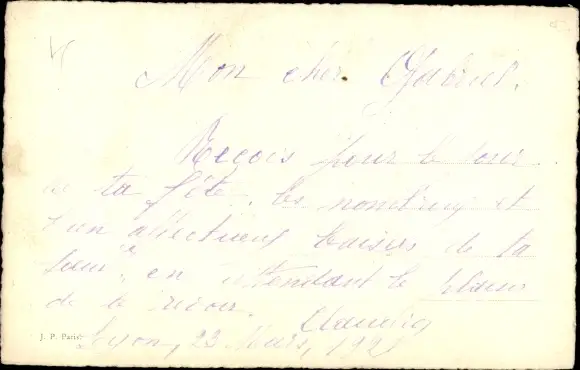 Mon cher Gabriel.
Recois pour le jour
de ta fête, les nombreux et
affectueux baisers de ta
sœur, en attendant le plaisir
de te revoir.
Claudia
J. P. Paris
Lyon, 23 Mars, 192